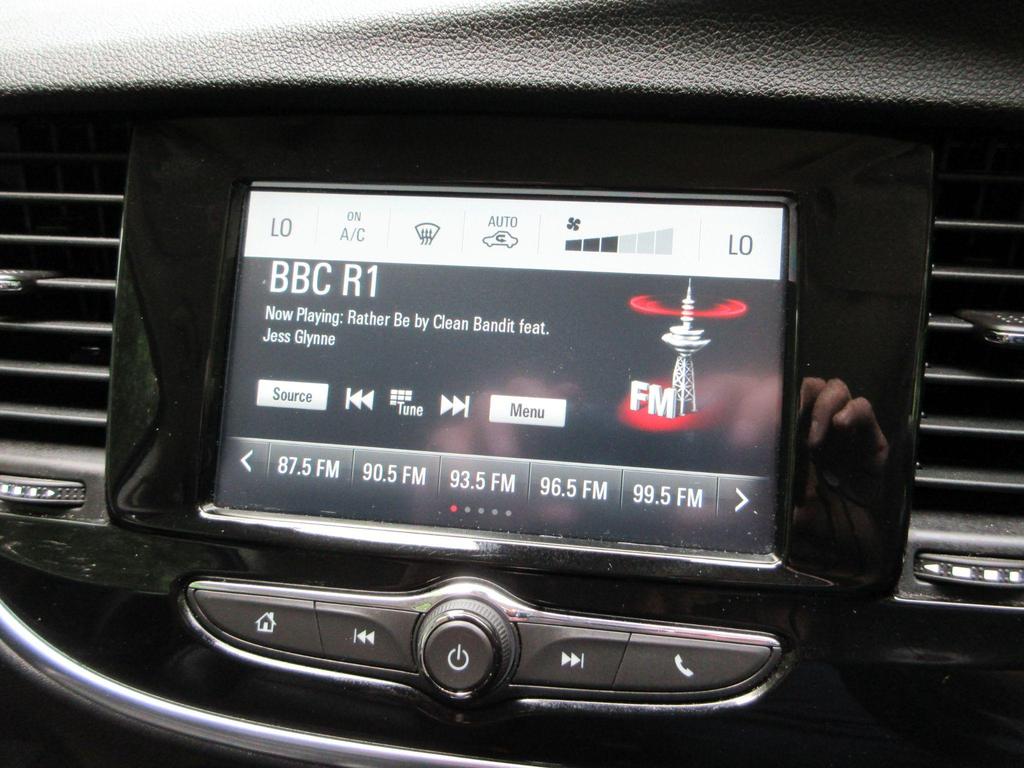 LO ON A/C AUTO LO
BBC R1
Now Playing: Rather Be by Clean Bandit feat.
Jess Glynne
Source Tune Menu
FM
87.5 FM 90.5 FM 93.5 FM 96.5 FM 99.5 FM